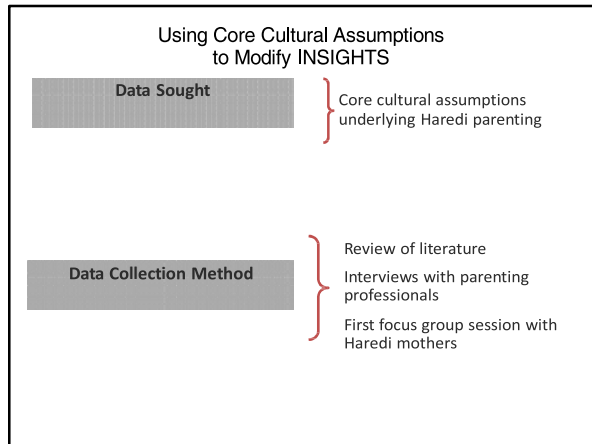 Using Core Cultural Assumptions
to Modify INSIGHTS
Data Sought
Core cultural assumptions
underlying Haredi parenting
Data Collection Method
Review of literature
Interviews with parenting
professionals
First focus group session with
Haredi mothers